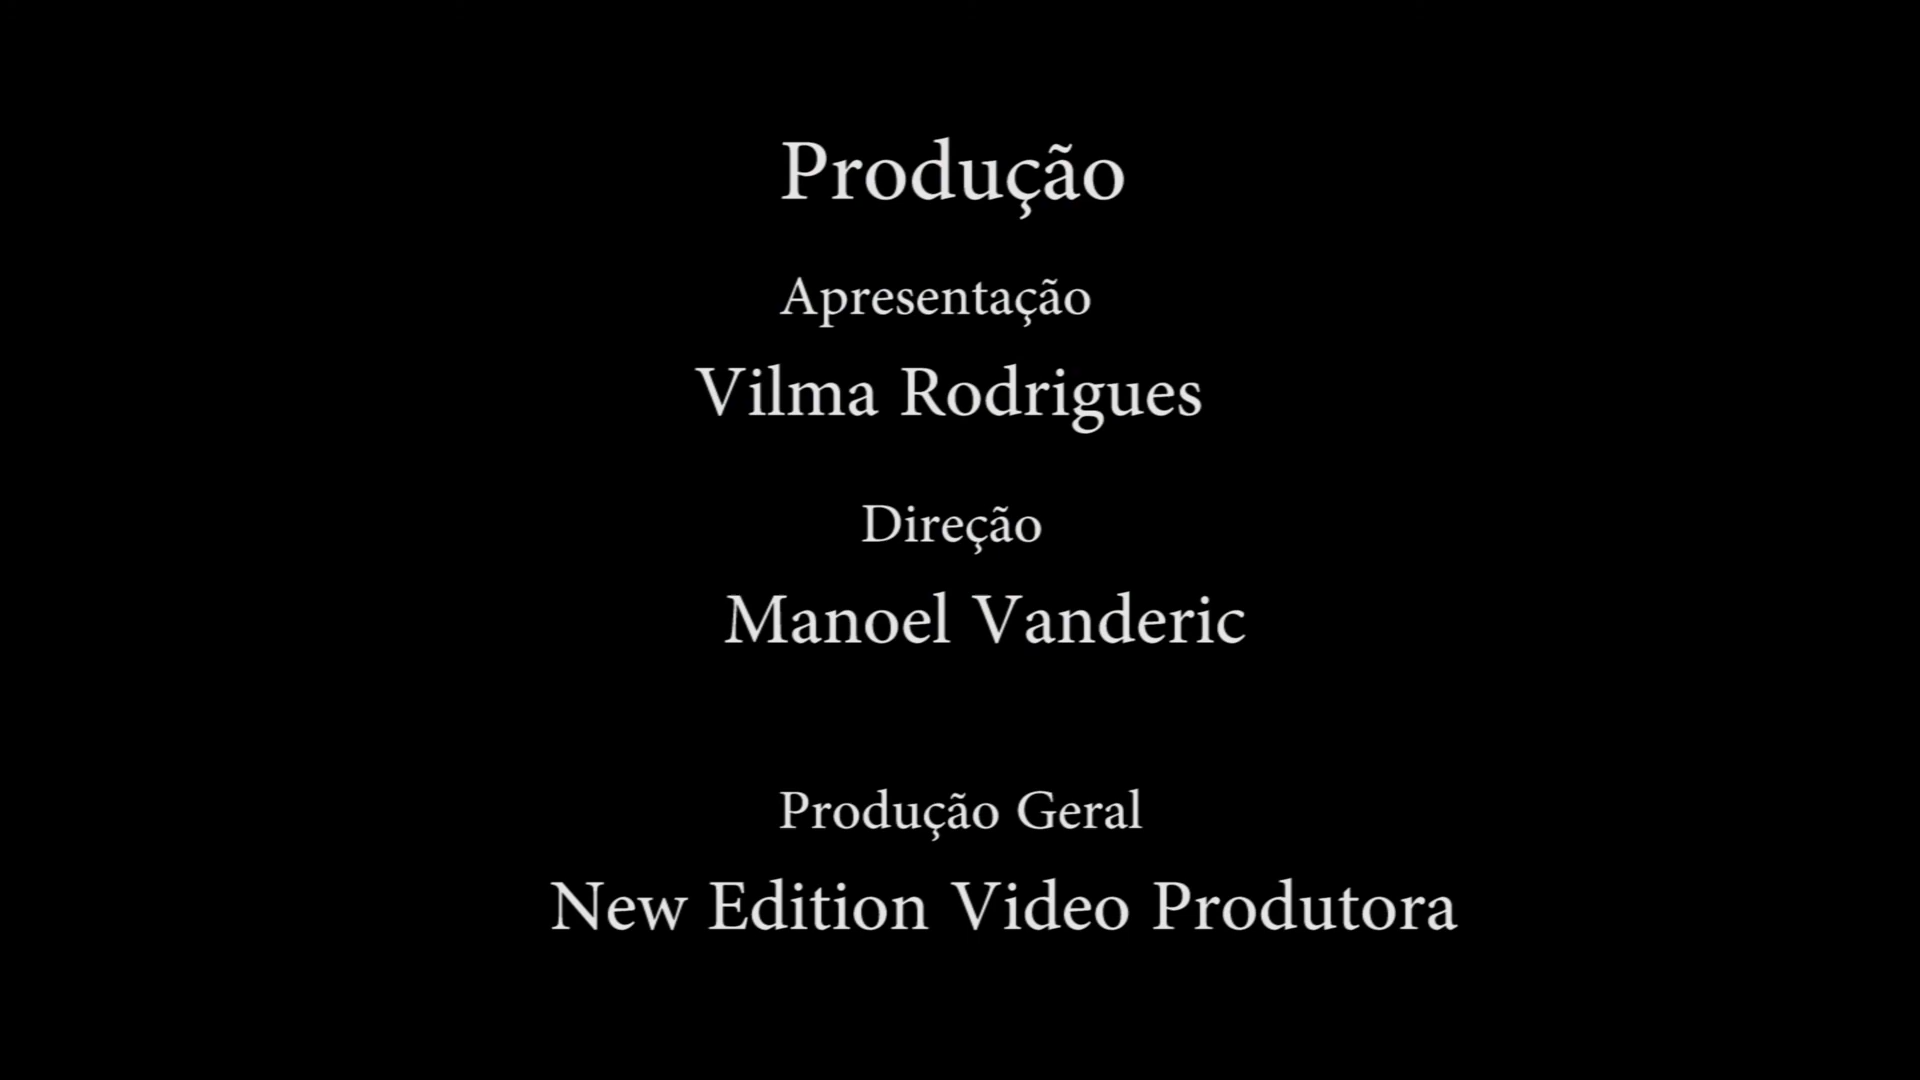 Produção
Apresentação
Vilma Rodrigues
Direção
Manoel Vanderic
Produção Geral
New Edition Video Produtora